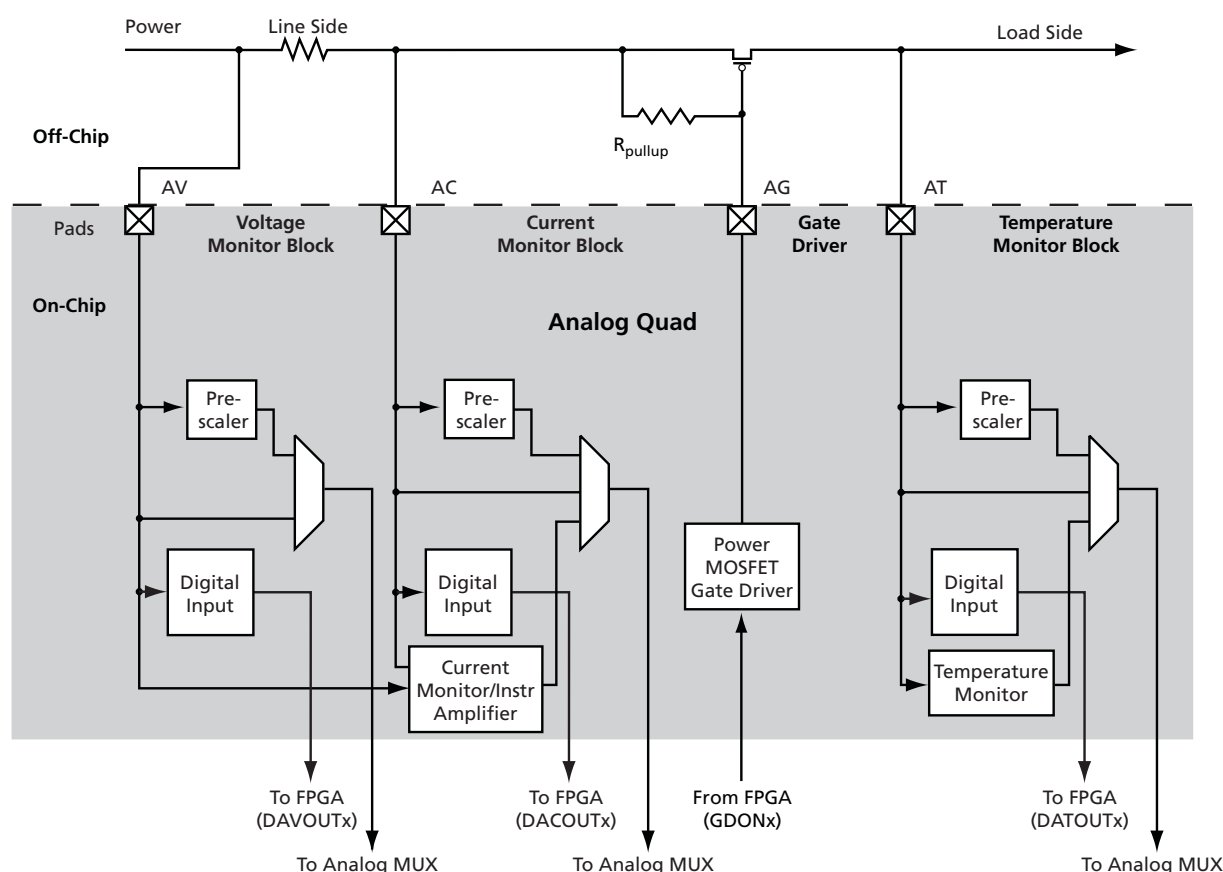 Power
Line Side
Load Side
Off-Chip
Rpullup
AV
AC
AG
AT
Pads
Voltage
Monitor Block
Current
Monitor Block
Gate
Driver
Temperature
Monitor Block
On-Chip
Analog Quad
Pre-
scaler
Pre-
scaler
Pre-
scaler
Power
MOSFET
Gate Driver
Digital
Input
Digital
Input
Digital
Input
Current
Monitor/Instr
Amplifier
Temperature
Monitor
To FPGA
(DAVOUTx)
To FPGA
(DACOUTx)
From FPGA
(GDONx)
To FPGA
(DATOUTx)
To Analog MUX
To Analog MUX
To Analog MUX